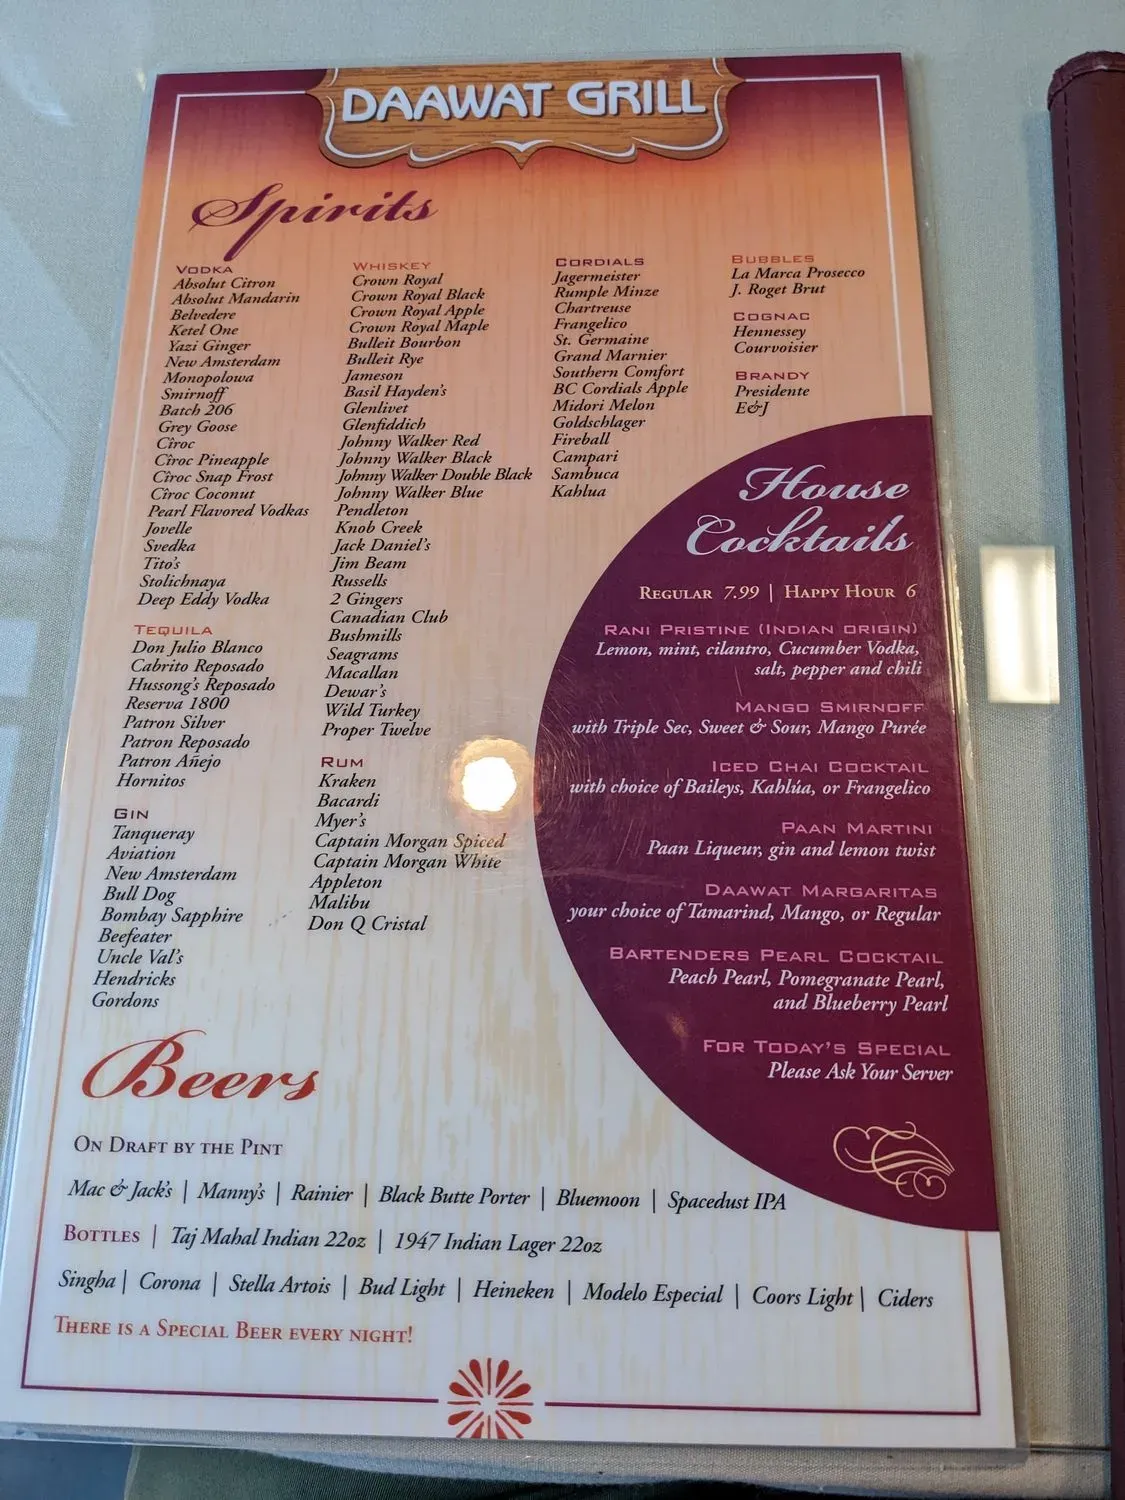 DAAWAT GRILL
Spirits
VODKA
Absolut Citron
Absolut Mandarin
Belvedere
Ketel One
Yazi Ginger
New Amsterdam
Monopolowa
Smirnoff
Batch 206
Grey Goose
Cîroc
Cîroc Pineapple
Cîroc Snap Frost
Cîroc Coconut
Pearl Flavored Vodkas
Jovelle
Svedka
Tito's
Stolichnaya
Deep Eddy Vodka
TEQUILA
Don Julio Blanco
Cabrito Reposado
Hussong's Reposado
Reserva 1800
Patron Silver
Patron Reposado
Patron Añejo
Hornitos
GIN
Tanqueray
Aviation
New Amsterdam
Bull Dog
Bombay Sapphire
Beefeater
Uncle Val's
Hendricks
Gordons
WHISKEY
Crown Royal
Crown Royal Black
Crown Royal Apple
Crown Royal Maple
Bulleit Bourbon
Bulleit Rye
Jameson
Basil Hayden's
Glenlivet
Glenfiddich
Johnny Walker Red
Johnny Walker Black
Johnny Walker Double Black
Johnny Walker Blue
Pendleton
Knob Creek
Jack Daniel's
Jim Beam
Russells
2 Gingers
Canadian Club
Bushmills
Seagrams
Macallan
Dewar's
Wild Turkey
Proper Twelve
RUM
Kraken
Bacardi
Myer's
Captain Morgan Spiced
Captain Morgan White
Appleton
Malibu
Don Q Cristal
CORDIALS
Jagermeister
Rumple Minze
Chartreuse
Frangelico
St. Germaine
Grand Marnier
Southern Comfort
BC Cordials Apple
Midori Melon
Goldschlager
Fireball
Campari
Sambuca
Kahlua
BUBBLES
La Marca Prosecco
J. Roget Brut
COGNAC
Hennessey
Courvoisier
BRANDY
Presidente
E&J
House
Cocktails
REGULAR 7.99 | HAPPY HOUR 6
RANI PRISTINE (INDIAN ORIGIN)
Lemon, mint, cilantro, Cucumber Vodka,
salt, pepper and chili
MANGO SMIRNOFF
with Triple Sec, Sweet & Sour, Mango Purée
ICED CHAI COCKTAIL
with choice of Baileys, Kahlúa, or Frangelico
PAAN MARTINI
Paan Liqueur, gin and lemon twist
DAAWAT MARGARITAS
your choice of Tamarind, Mango, or Regular
BARTENDERS PEARL COCKTAIL
Peach Pearl, Pomegranate Pearl,
and Blueberry Pearl
FOR TODAY'S SPECIAL
Please Ask Your Server
Beers
ON DRAFT BY THE PINT
Mac & Jack's | Manny's | Rainier | Black Butte Porter | Bluemoon | Spacedust IPA
BOTTLES | Taj Mahal Indian 22oz | 1947 Indian Lager 22oz
Singha | Corona | Stella Artois | Bud Light | Heineken | Modelo Especial | Coors Light | Ciders
THERE IS A SPECIAL BEER EVERY NIGHT!